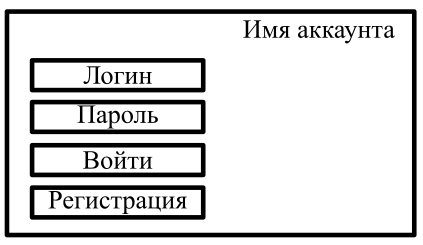 Имя аккаунта
Логин
Пароль
Войти
Регистрация